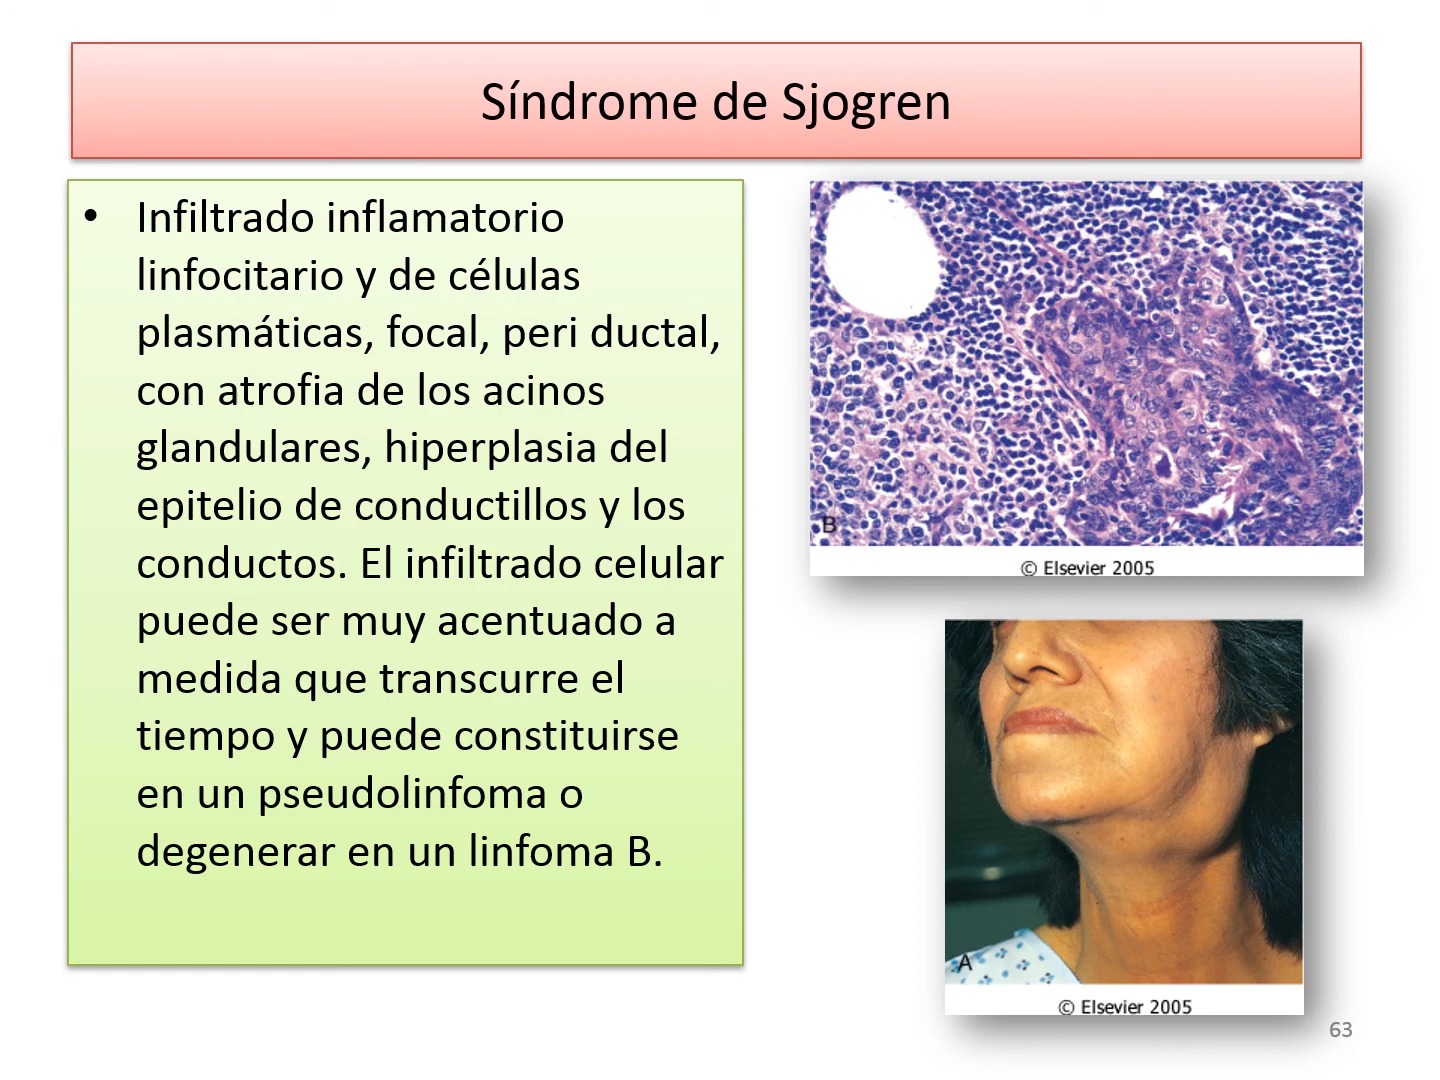 Síndrome de Sjogren
• Infiltrado inflamatorio
linfocitario y de células
plasmáticas, focal, peri ductal,
con atrofia de los acinos
glandulares, hiperplasia del
epitelio de conductillos y los
conductos. El infiltrado celular
puede ser muy acentuado a
medida que transcurre el
tiempo y puede constituirse
en un pseudolinfoma o
degenerar en un linfoma B.
B
© Elsevier 2005
A
© Elsevier 2005
63